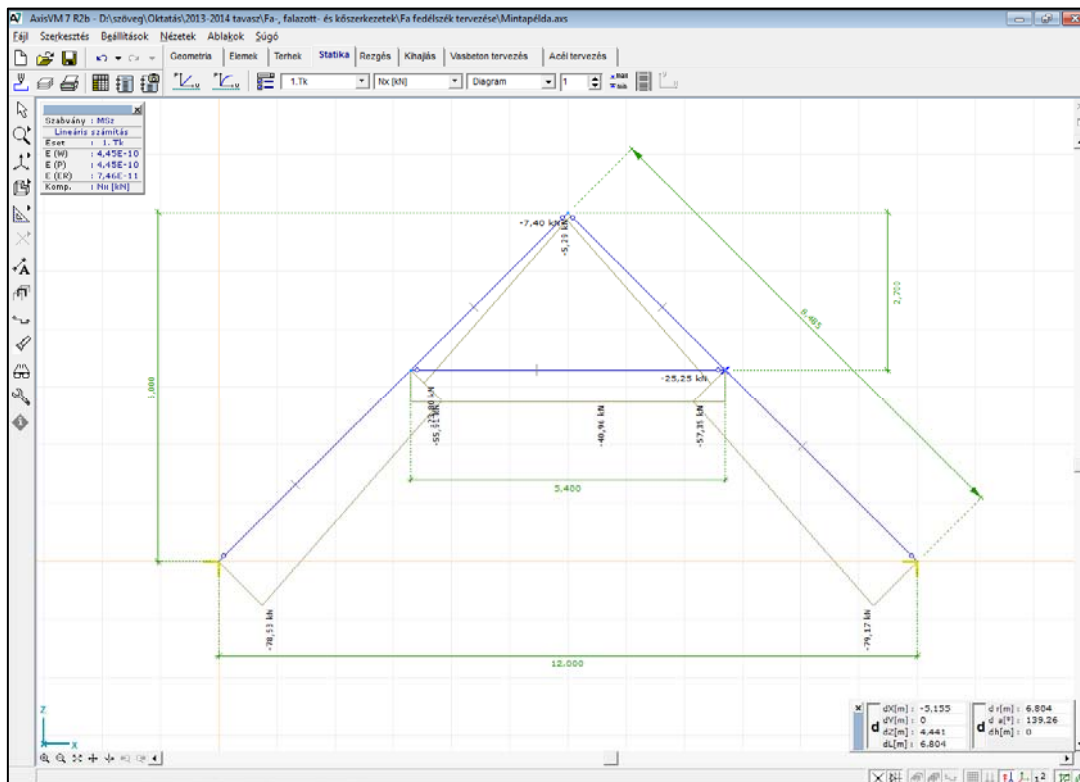 AxisVM 7 R2b - D:\szöveg\Oktatás\2013-2014 tavasz\Fa-, falazott- és kőszerkezetek\Fa fedélszék tervezése\Mintapélda.axs
Fájl Szerkesztés Beállítások Nézetek Ablakok Súgó
Geometria Elemek Terhek Statika Rezgés Kihajlás Vasbeton tervezés Acél tervezés
1.Tk Nx [kN] Diagram 1
Szabvány : MSz
Lineáris számítás
Eset : 1. Tk
E (W) : 4,45E-10
E (P) : 4,45E-10
E (ER) : 7,46E-11
Komp. : Nx [kN]
-7,40 kN
-5,29 kN
2,700
8,485
-25,25 kN
-55,51 kN
-40,96 kN
-57,35 kN
5,400
-78,53 kN
-79,17 kN
12,000
Z
X
d
dX[m] : -5,155
dY[m] : 0
dZ[m] : 4,441
dL[m] : 6,804
d
d r[m] : 6,804
d a[°] : 139,26
dh[m] : 0